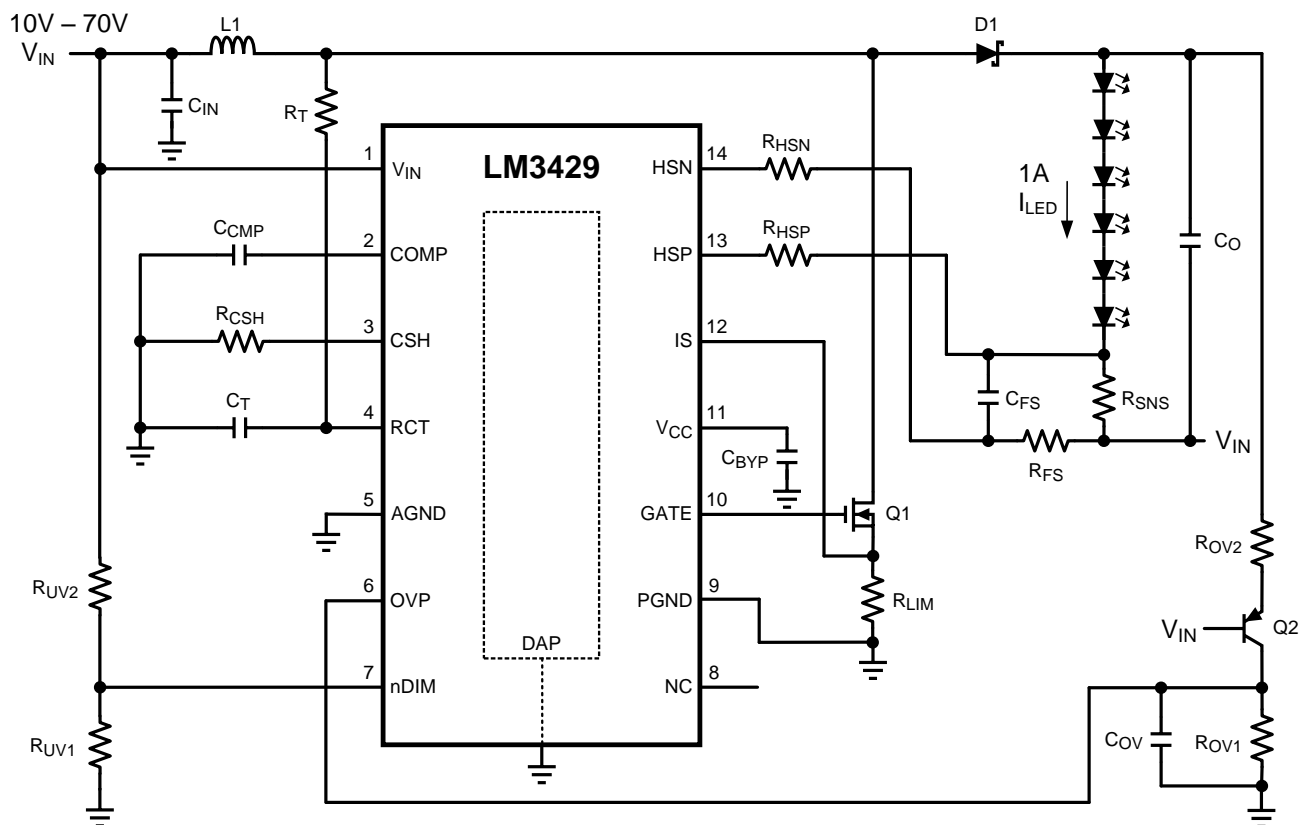 10V – 70V
VIN
L1
D1
CIN
RT
LM3429
1
VIN
HSN
14
RHSN
1A
ILED
CCMP
2
COMP
HSP
13
RHSP
CO
RCSH
3
CSH
IS
12
CFS
RSNS
CT
4
RCT
VCC
11
CBYP
RFS
VIN
5
AGND
GATE
10
Q1
ROV2
RUV2
6
OVP
PGND
9
RLIM
DAP
VIN
Q2
7
nDIM
NC
8
RUV1
COV
ROV1